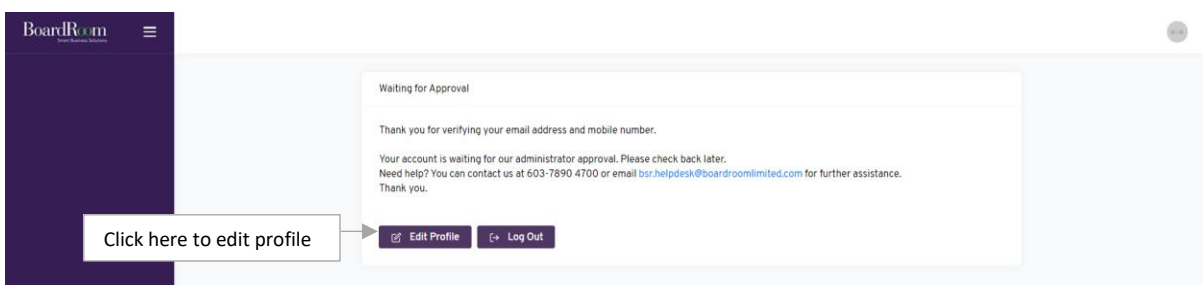 BoardRoom
Smart Business Solutions
Waiting for Approval
Thank you for verifying your email address and mobile number.
Your account is waiting for our administrator approval. Please check back later.
Need help? You can contact us at 603-7890 4700 or email bsr.helpdesk@boardroomlimited.com for further assistance.
Thank you.
Click here to edit profile
Edit Profile
Log Out